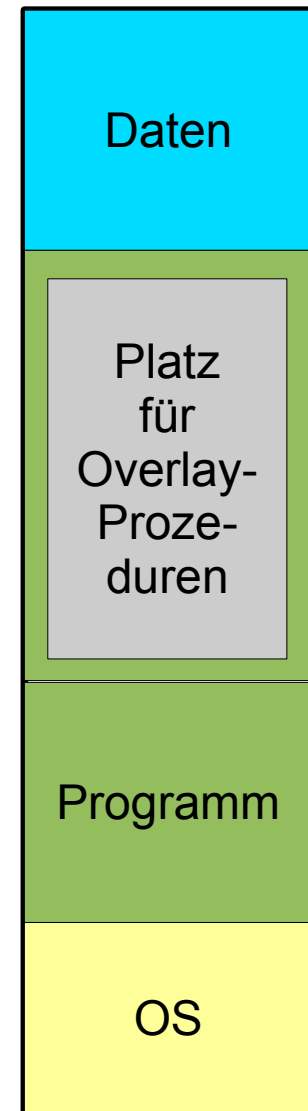 Daten
Platz
für
Overlay-
Proze-
duren
Programm
OS